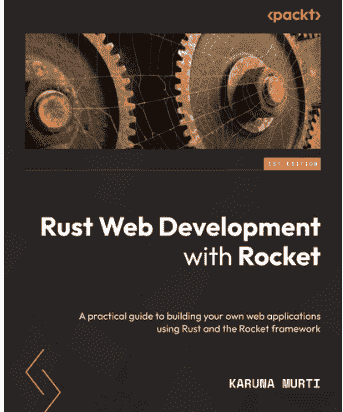 <packt>
1ST EDITION
Rust Web Development
with Rocket
A practical guide to building your own web applications
using Rust and the Rocket framework
KARUNA MURTI